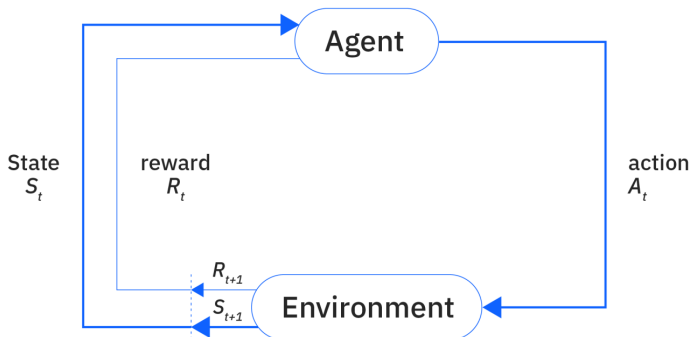 Agent
State
Sₜ
reward
Rₜ
action
Aₜ
Rₜ₊₁
Sₜ₊₁
Environment